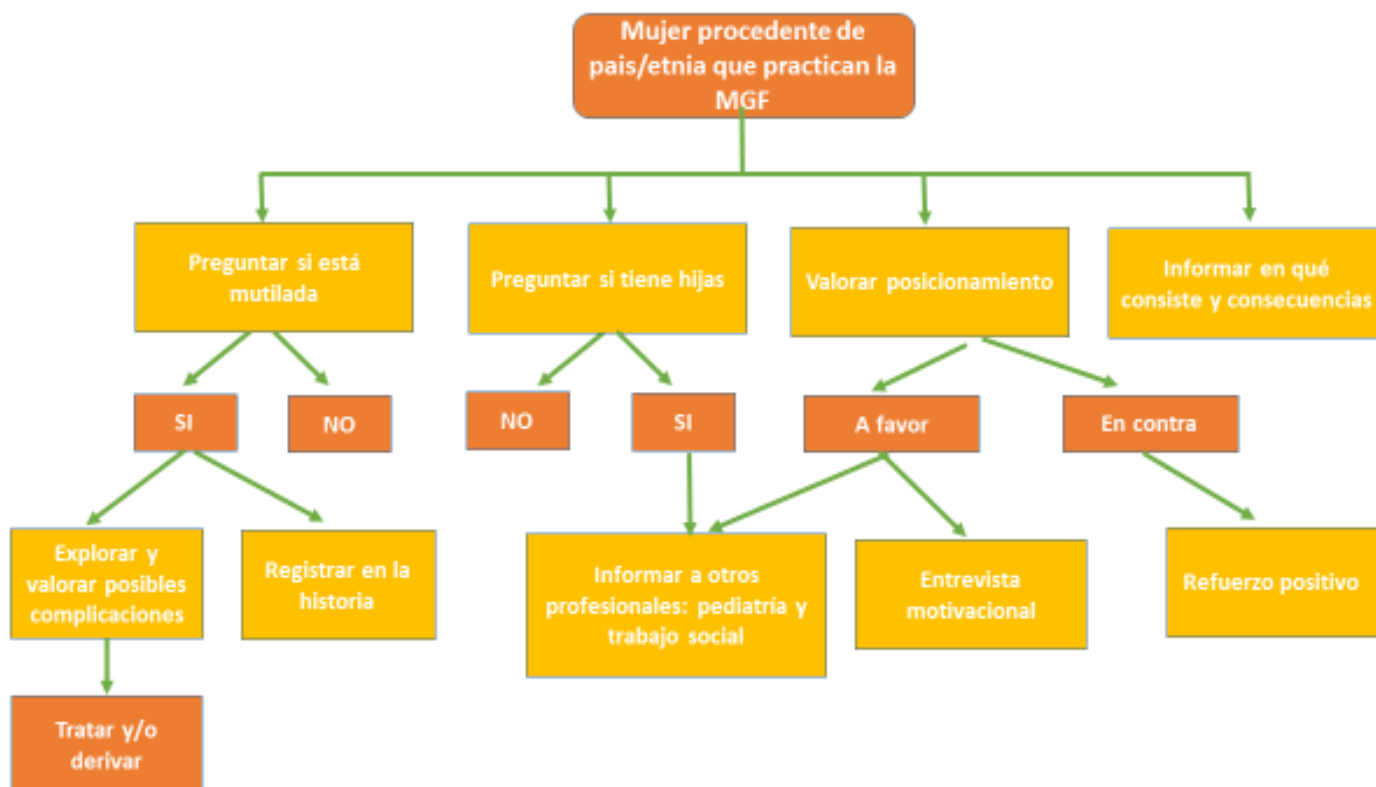 Mujer procedente de
pais/etnia que practican la
MGF
Preguntar si está
mutilada
Preguntar si tiene hijas
Valorar posicionamiento
Informar en qué
consiste y consecuencias
SI
NO
NO
SI
A favor
En contra
Explorar y
valorar posibles
complicaciones
Registrar en la
historia
Informar a otros
profesionales: pediatría y
trabajo social
Entrevista
motivacional
Refuerzo positivo
Tratar y/o
derivar